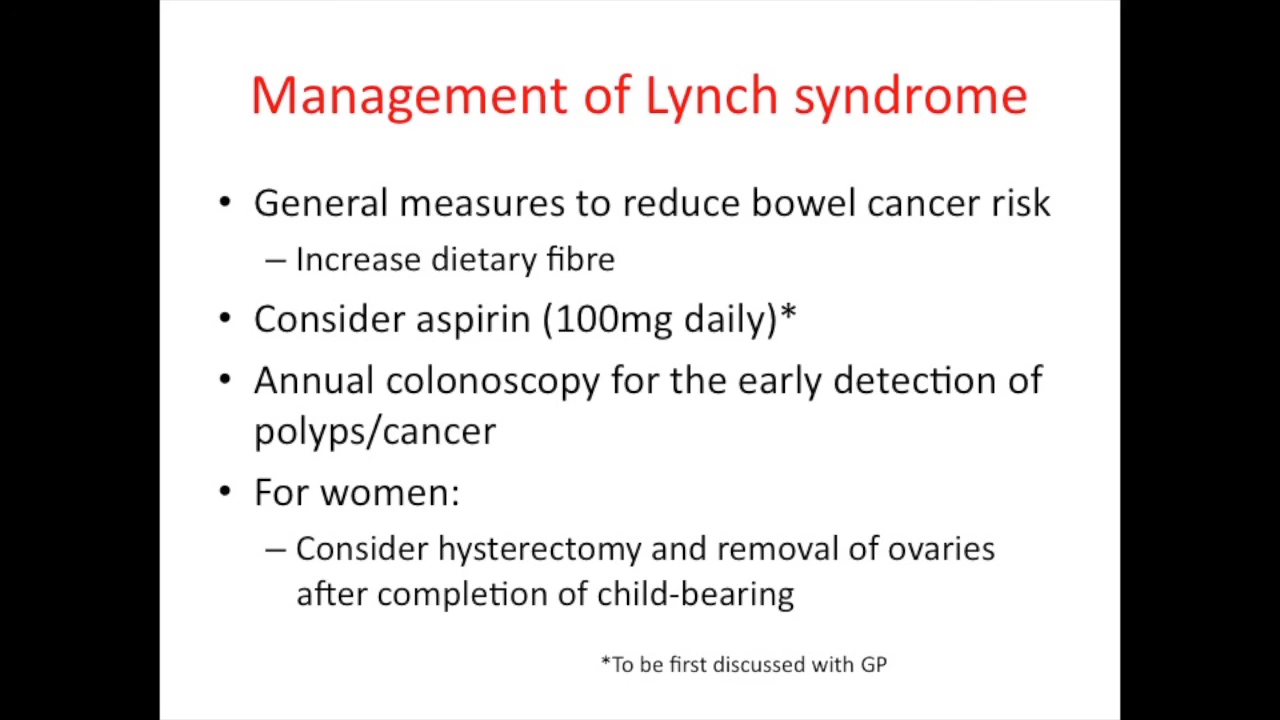 Management of Lynch syndrome
• General measures to reduce bowel cancer risk
– Increase dietary fibre
• Consider aspirin (100mg daily)*
• Annual colonoscopy for the early detection of
polyps/cancer
• For women:
– Consider hysterectomy and removal of ovaries
after completion of child-bearing
*To be first discussed with GP